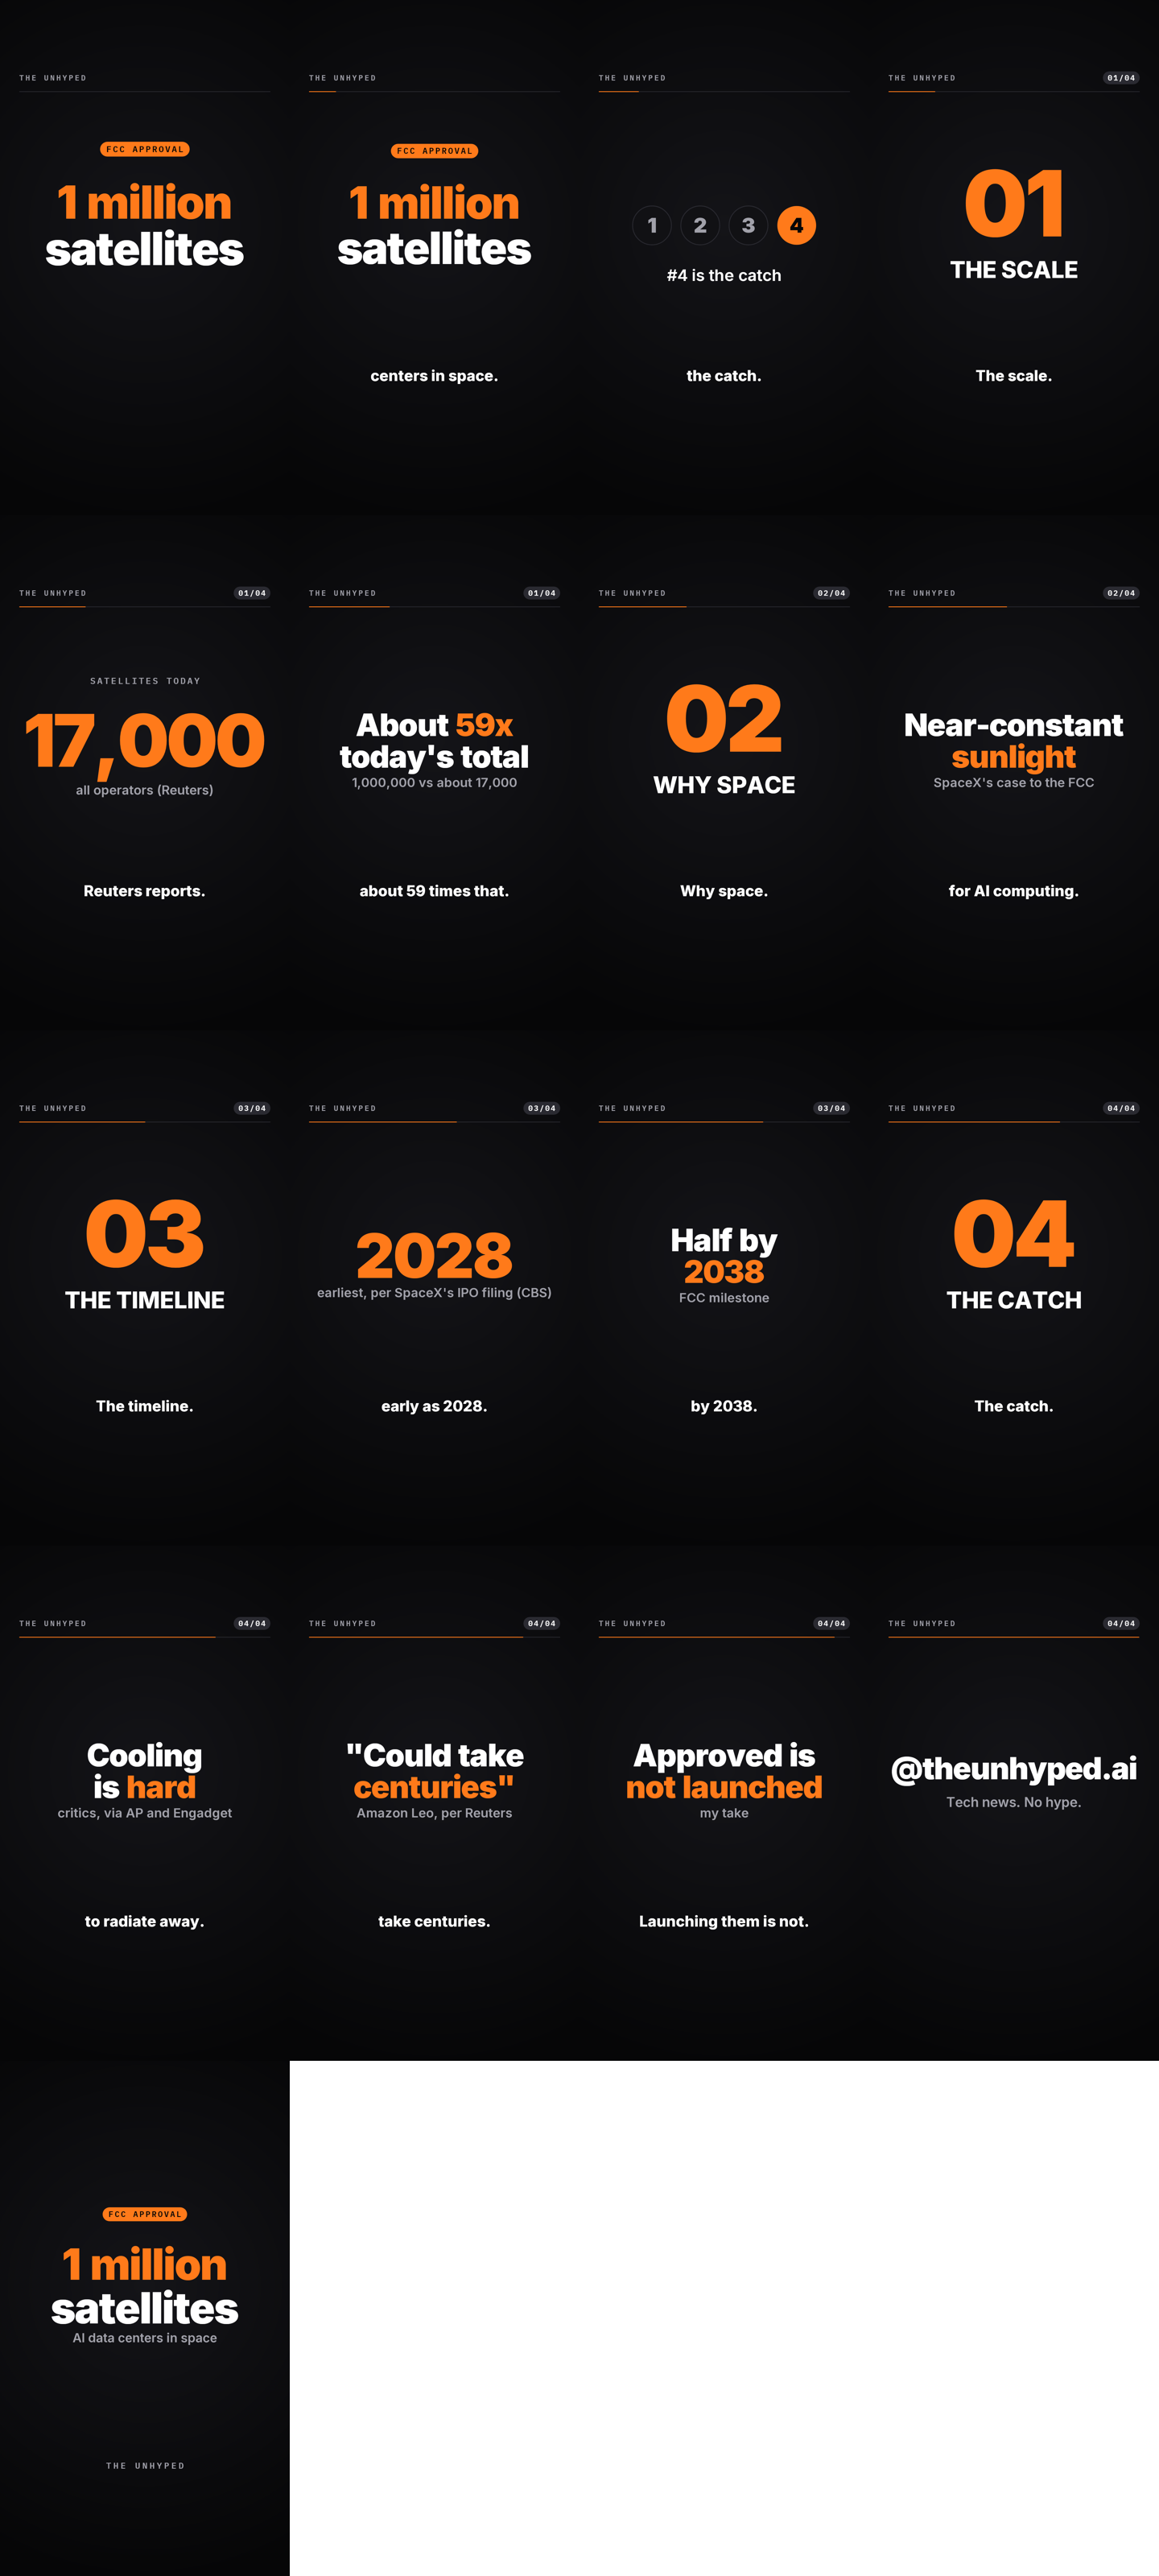 THE UNHYPED
FCC APPROVAL
1 million
satellites
THE UNHYPED
FCC APPROVAL
1 million
satellites
centers in space.
THE UNHYPED
1 2 3 4
#4 is the catch
the catch.
THE UNHYPED 01/04
01
THE SCALE
The scale.
THE UNHYPED 01/04
SATELLITES TODAY
17,000
all operators (Reuters)
Reuters reports.
THE UNHYPED 01/04
About 59x
today's total
1,000,000 vs about 17,000
about 59 times that.
THE UNHYPED 02/04
02
WHY SPACE
Why space.
THE UNHYPED 02/04
Near-constant
sunlight
SpaceX's case to the FCC
for AI computing.
THE UNHYPED 03/04
03
THE TIMELINE
The timeline.
THE UNHYPED 03/04
2028
earliest, per SpaceX's IPO filing (CBS)
early as 2028.
THE UNHYPED 03/04
Half by
2038
FCC milestone
by 2038.
THE UNHYPED 04/04
04
THE CATCH
The catch.
THE UNHYPED 04/04
Cooling
is hard
critics, via AP and Engadget
to radiate away.
THE UNHYPED 04/04
"Could take
centuries"
Amazon Leo, per Reuters
take centuries.
THE UNHYPED 04/04
Approved is
not launched
my take
Launching them is not.
THE UNHYPED 04/04
@theunhyped.ai
Tech news. No hype.
FCC APPROVAL
1 million
satellites
AI data centers in space
THE UNHYPED